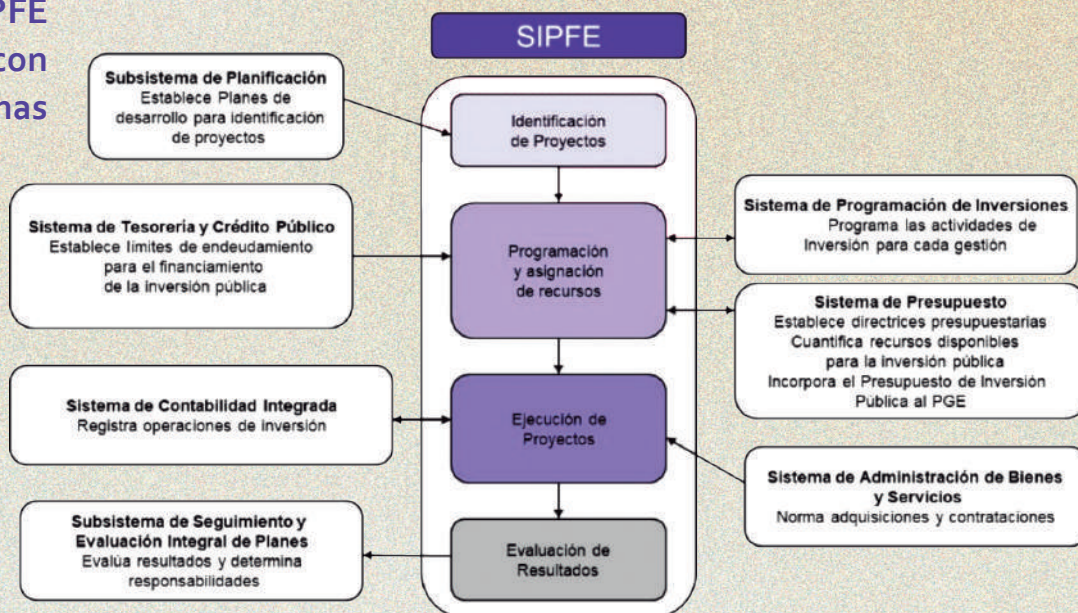 PFE
con
mas
SIPFE
Subsistema de Planificación
Establece Planes de
desarrollo para identificación
de proyectos
Identificación
de Proyectos
Sistema de Tesorería y Crédito Público
Establece límites de endeudamiento
para el financiamiento
de la inversión pública
Programación
y asignación
de recursos
Sistema de Programación de Inversiones
Programa las actividades de
Inversión para cada gestión
Sistema de Presupuesto
Establece directrices presupuestarias
Cuantifica recursos disponibles
para la inversión pública
Incorpora el Presupuesto de Inversión
Pública al PGE
Sistema de Contabilidad Integrada
Registra operaciones de inversión
Ejecución de
Proyectos
Sistema de Administración de Bienes
y Servicios
Norma adquisiciones y contrataciones
Subsistema de Seguimiento y
Evaluación Integral de Planes
Evalúa resultados y determina
responsabilidades
Evaluación de
Resultados